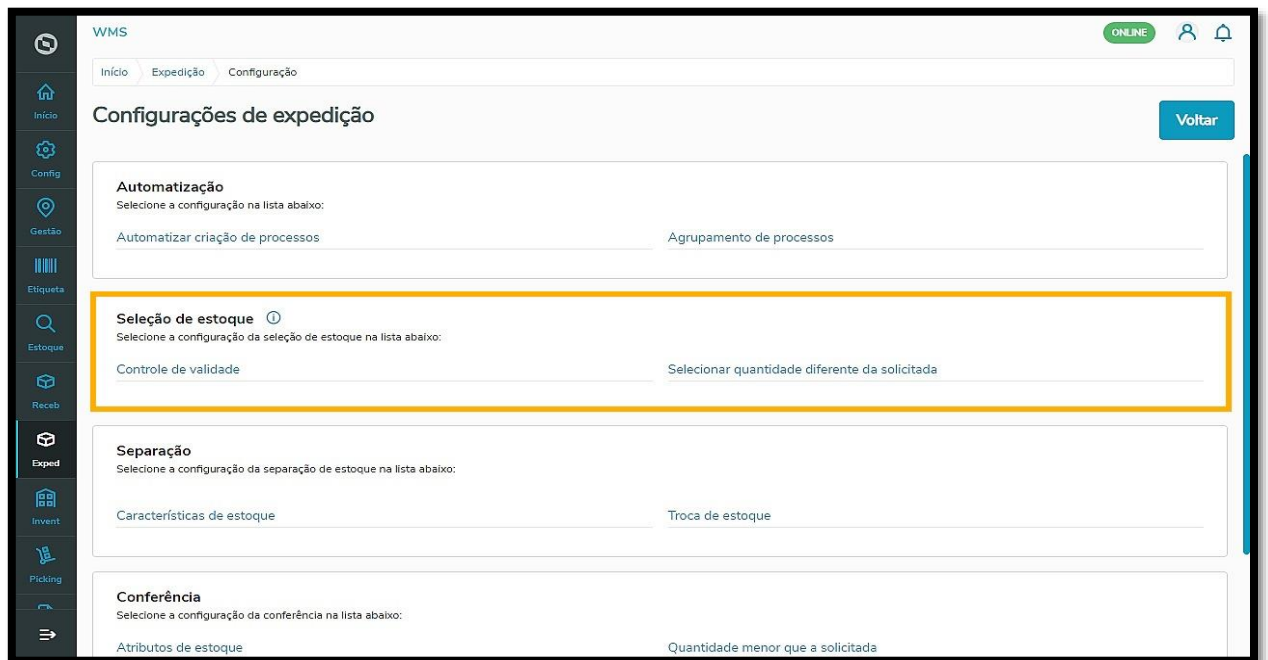 WMS
ONLINE
Início
Expedição
Configuração
Configurações de expedição
Voltar
Início
Config
Gestão
Etiqueta
Estoque
Receb
Exped
Invent
Picking
Automatização
Selecione a configuração na lista abaixo:
Automatizar criação de processos
Agrupamento de processos
Seleção de estoque
Selecione a configuração da seleção de estoque na lista abaixo:
Controle de validade
Selecionar quantidade diferente da solicitada
Separação
Selecione a configuração da separação de estoque na lista abaixo:
Características de estoque
Troca de estoque
Conferência
Selecione a configuração da conferência na lista abaixo:
Atributos de estoque
Quantidade menor que a solicitada